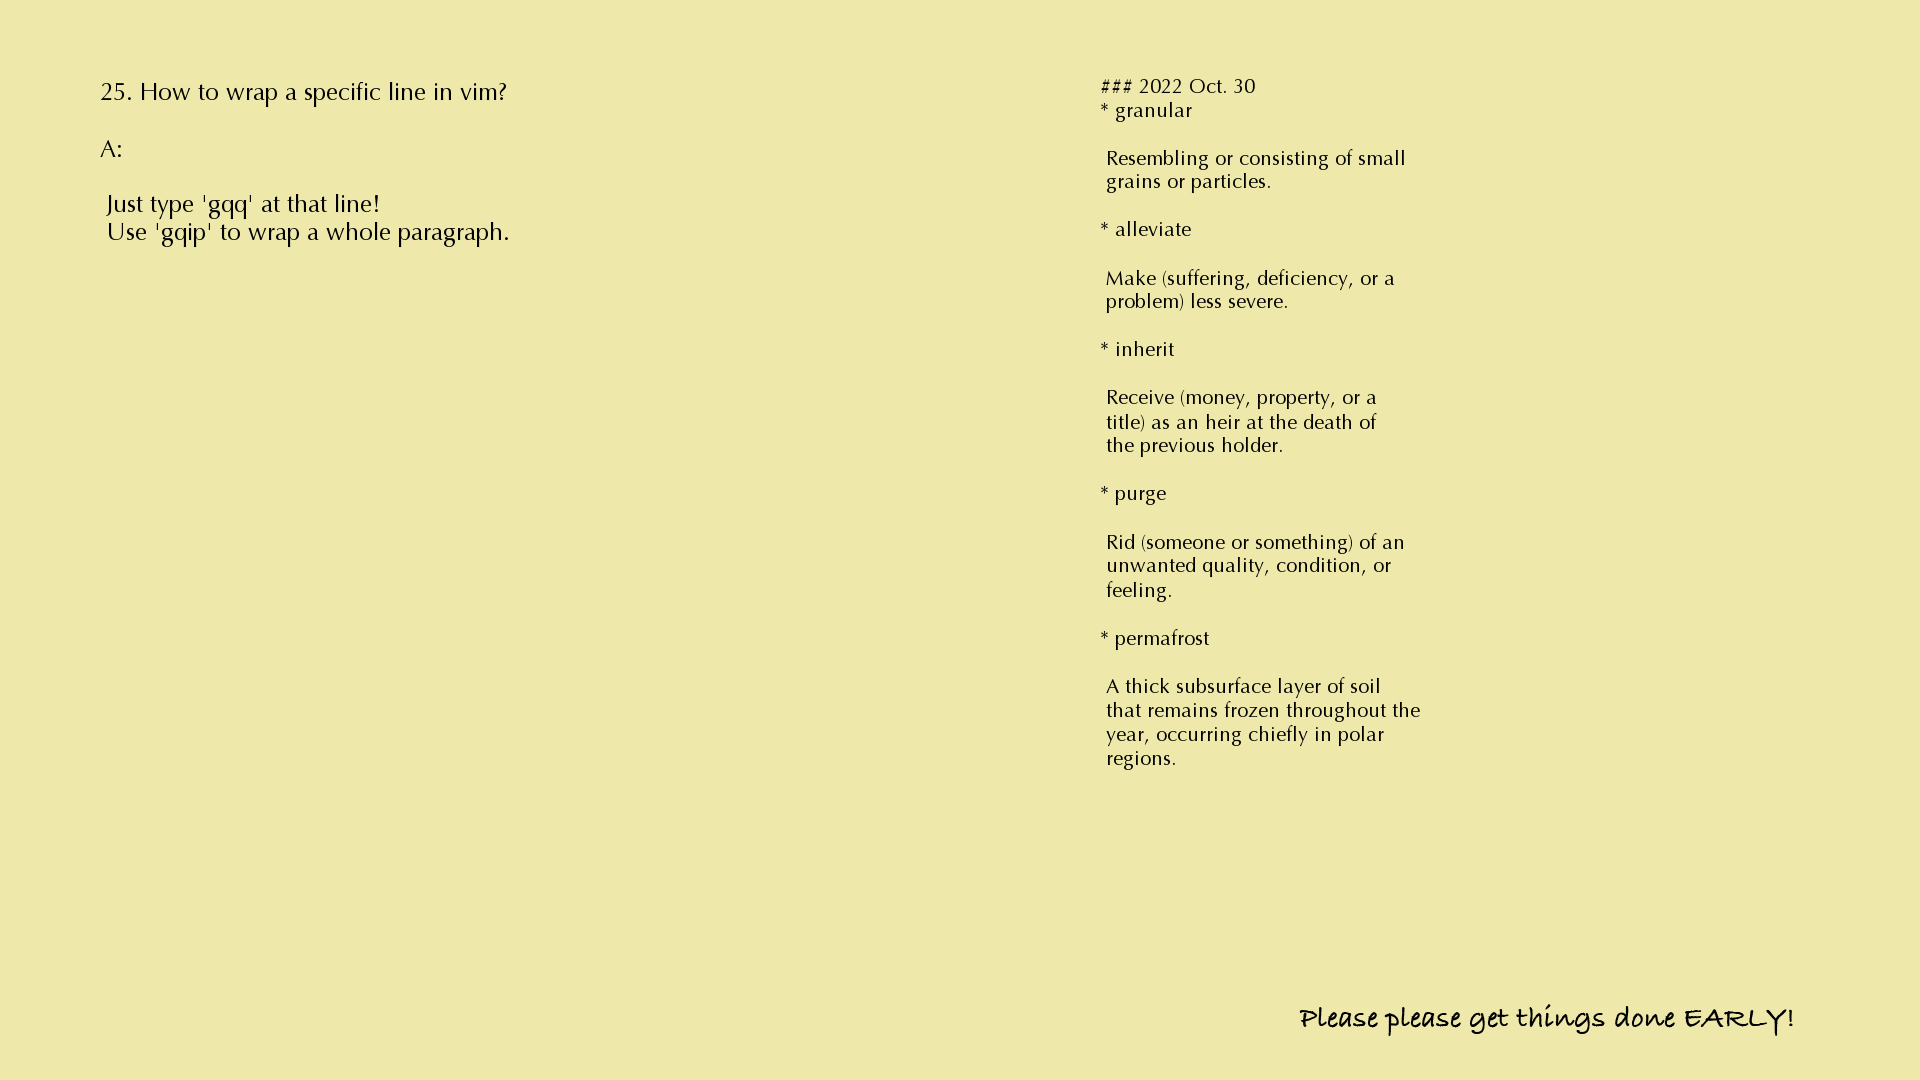 25. How to wrap a specific line in vim?
A:
Just type 'gqq' at that line!
Use 'gqip' to wrap a whole paragraph.
### 2022 Oct. 30
* granular
Resembling or consisting of small
grains or particles.
* alleviate
Make (suffering, deficiency, or a
problem) less severe.
* inherit
Receive (money, property, or a
title) as an heir at the death of
the previous holder.
* purge
Rid (someone or something) of an
unwanted quality, condition, or
feeling.
* permafrost
A thick subsurface layer of soil
that remains frozen throughout the
year, occurring chiefly in polar
regions.
Please please get things done EARLY!